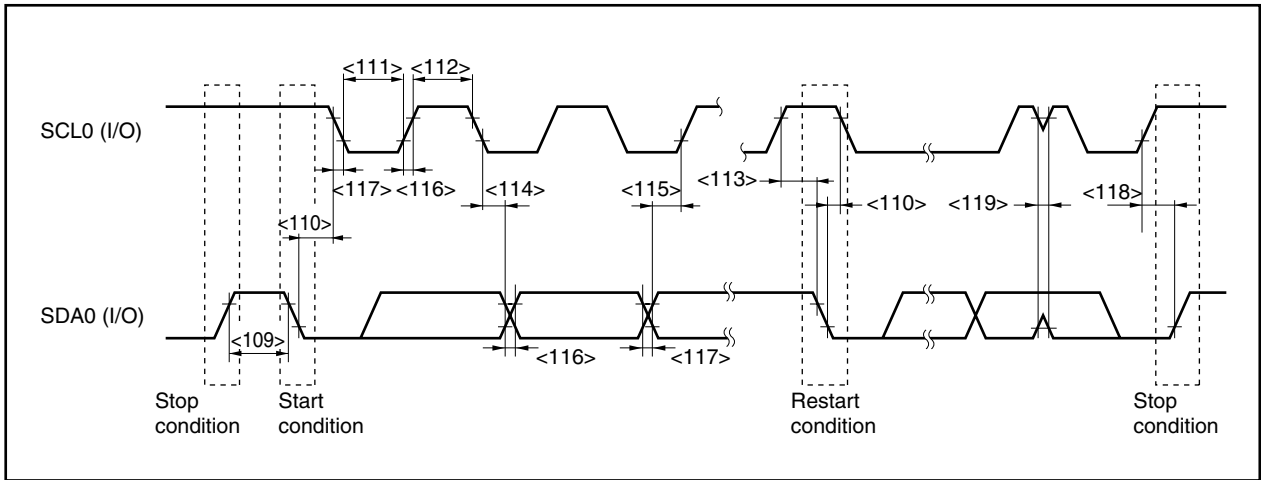 <111> <112>
SCL0 (I/O)
<117> <116> <114> <115> <113> <110> <119> <118>
<110>
SDA0 (I/O)
<109> <116> <117>
Stop
condition
Start
condition
Restart
condition
Stop
condition